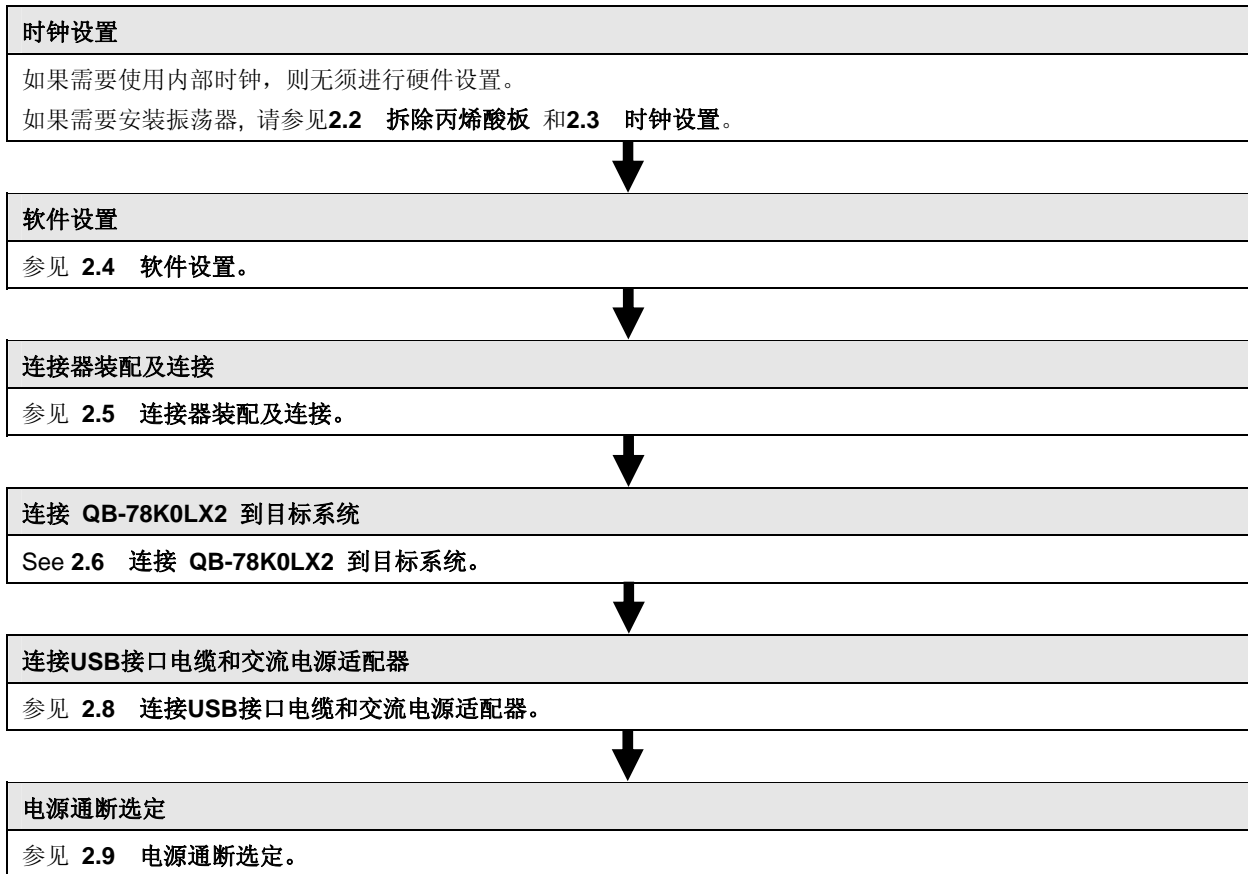 时钟设置
如果需要使用内部时钟，则无须进行硬件设置。
如果需要安装振荡器, 请参见2.2 拆除丙烯酸板 和2.3 时钟设置。
软件设置
参见 2.4 软件设置。
连接器装配及连接
参见 2.5 连接器装配及连接。
连接 QB-78K0LX2 到目标系统
See 2.6 连接 QB-78K0LX2 到目标系统。
连接USB接口电缆和交流电源适配器
参见 2.8 连接USB接口电缆和交流电源适配器。
电源通断选定
参见 2.9 电源通断选定。